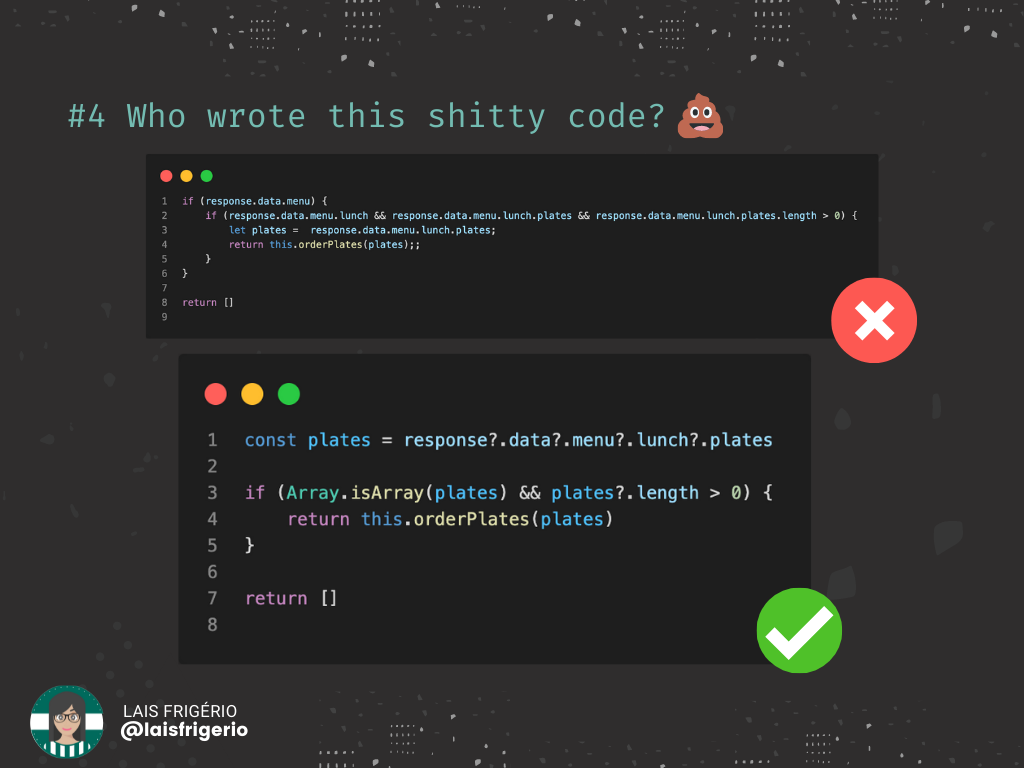 #4 Who wrote this shitty code? 💩
1 if (response.data.menu) {
2     if (response.data.menu.lunch && response.data.menu.lunch.plates && response.data.menu.lunch.plates.length > 0) {
3         let plates =  response.data.menu.lunch.plates;
4         return this.orderPlates(plates);;
5     }
6 }
7
8 return []
9
1 const plates = response?.data?.menu?.lunch?.plates
2
3 if (Array.isArray(plates) && plates?.length > 0) {
4     return this.orderPlates(plates)
5 }
6
7 return []
8
LAIS FRIGÉRIO
@laisfrigerio